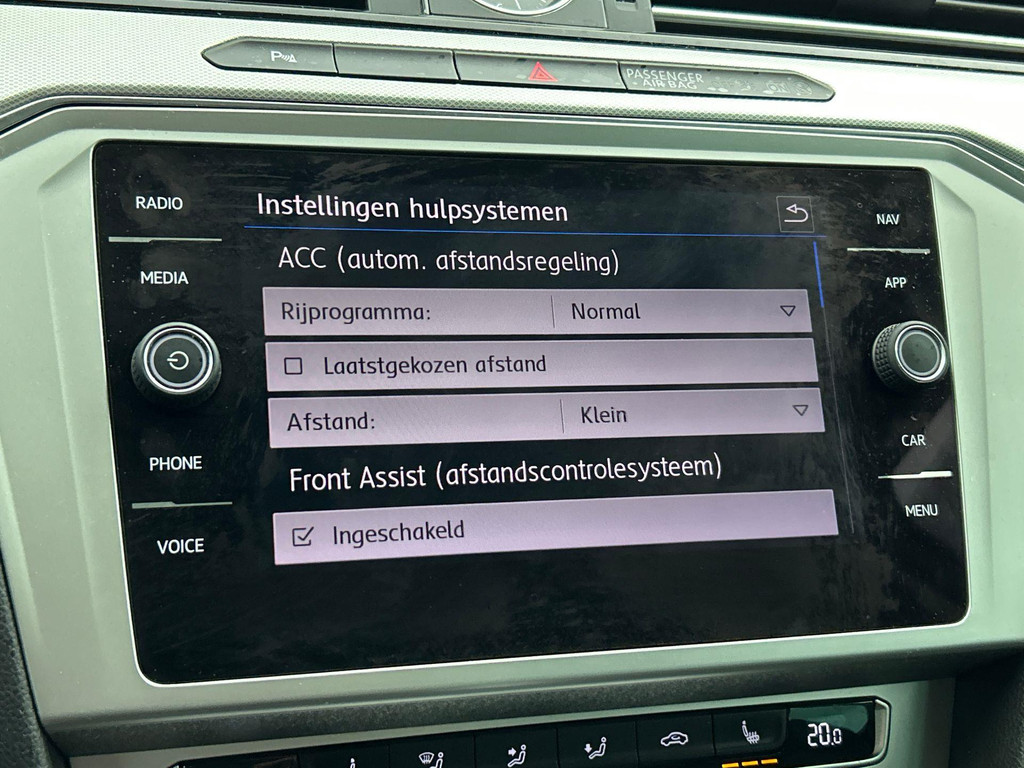 PASSENGER
AIR BAG
RADIO
MEDIA
PHONE
VOICE
Instellingen hulpsystemen
ACC (autom. afstandsregeling)
Rijprogramma: Normal
Laatstgekozen afstand
Afstand: Klein
Front Assist (afstandscontrolesysteem)
Ingeschakeld
NAV
APP
CAR
MENU
20.0